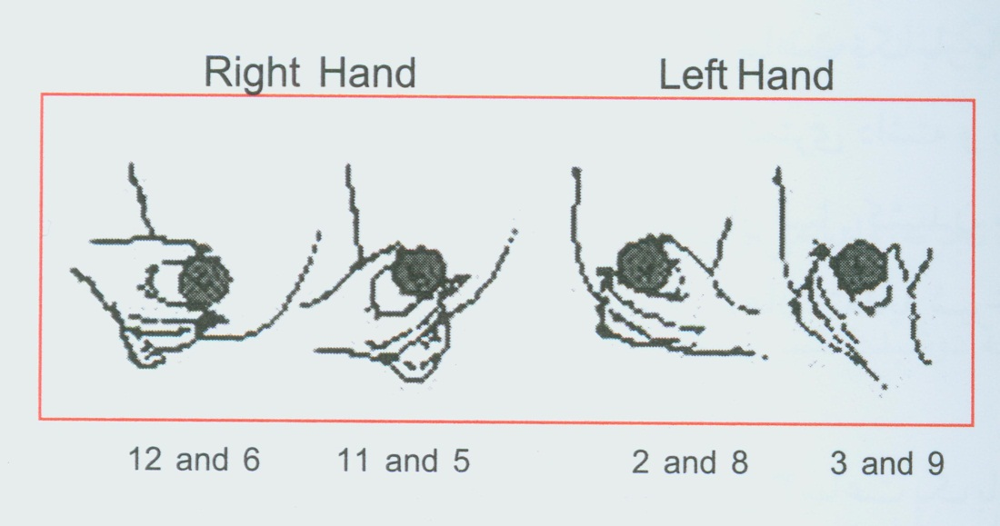 Right Hand
Left Hand
12 and 6
11 and 5
2 and 8
3 and 9